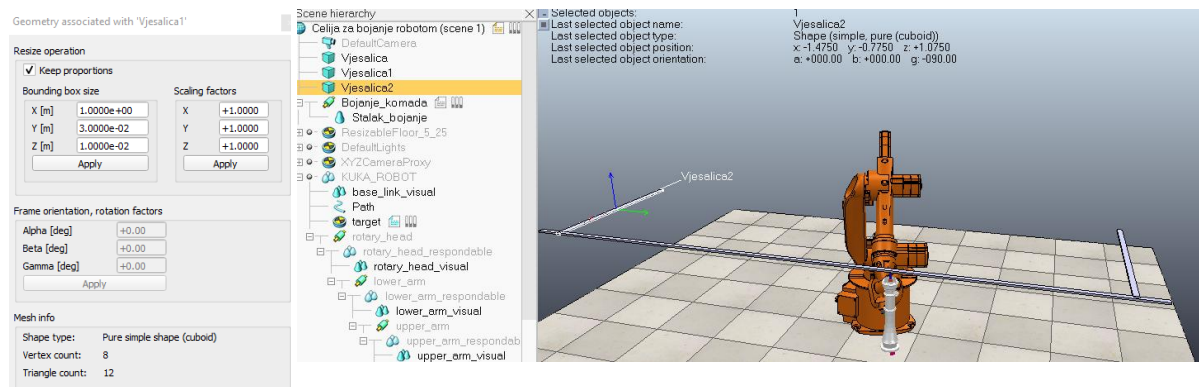 Geometry associated with 'Vjesalica1'
Resize operation
Keep proportions
Bounding box size
Scaling factors
X [m] 1.0000e+00 X +1.0000
Y [m] 3.0000e-02 Y +1.0000
Z [m] 1.0000e-02 Z +1.0000
Apply Apply
Frame orientation, rotation factors
Alpha [deg] +0.00
Beta [deg] +0.00
Gamma [deg] +0.00
Apply
Mesh info
Shape type: Pure simple shape (cuboid)
Vertex count: 8
Triangle count: 12
Scene hierarchy
Celija za bojanje robotom (scene 1)
DefaultCamera
Vjesalica
Vjesalica1
Vjesalica2
Bojanje_komada
Stalak_bojanje
ResizableFloor_5_25
DefaultLights
XYZCameraProxy
KUKA_ROBOT
base_link_visual
Path
target
rotary_head
rotary_head_respondable
rotary_head_visual
lower_arm
lower_arm_respondable
lower_arm_visual
upper_arm
upper_arm_respondab
upper_arm_visual
Selected objects: 1
Last selected object name: Vjesalica2
Last selected object type: Shape (simple, pure (cuboid))
Last selected object position: x: -1.4750 y: -0.7750 z: +1.0750
Last selected object orientation: a: +000.00 b: +000.00 g: -090.00
Vjesalica2